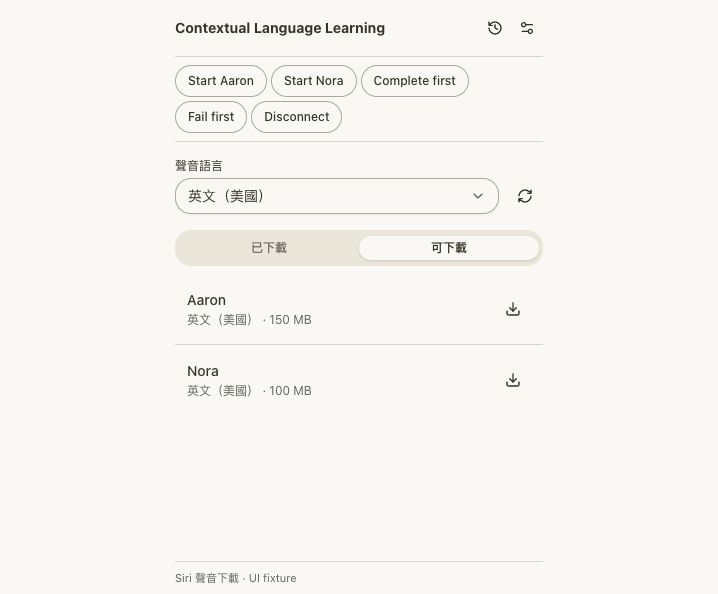 Contextual Language Learning
Start Aaron Start Nora Complete first
Fail first Disconnect
聲音語言
英文（美國）
已下載 可下載
Aaron
英文（美國） · 150 MB
Nora
英文（美國） · 100 MB
Siri 聲音下載 · UI fixture